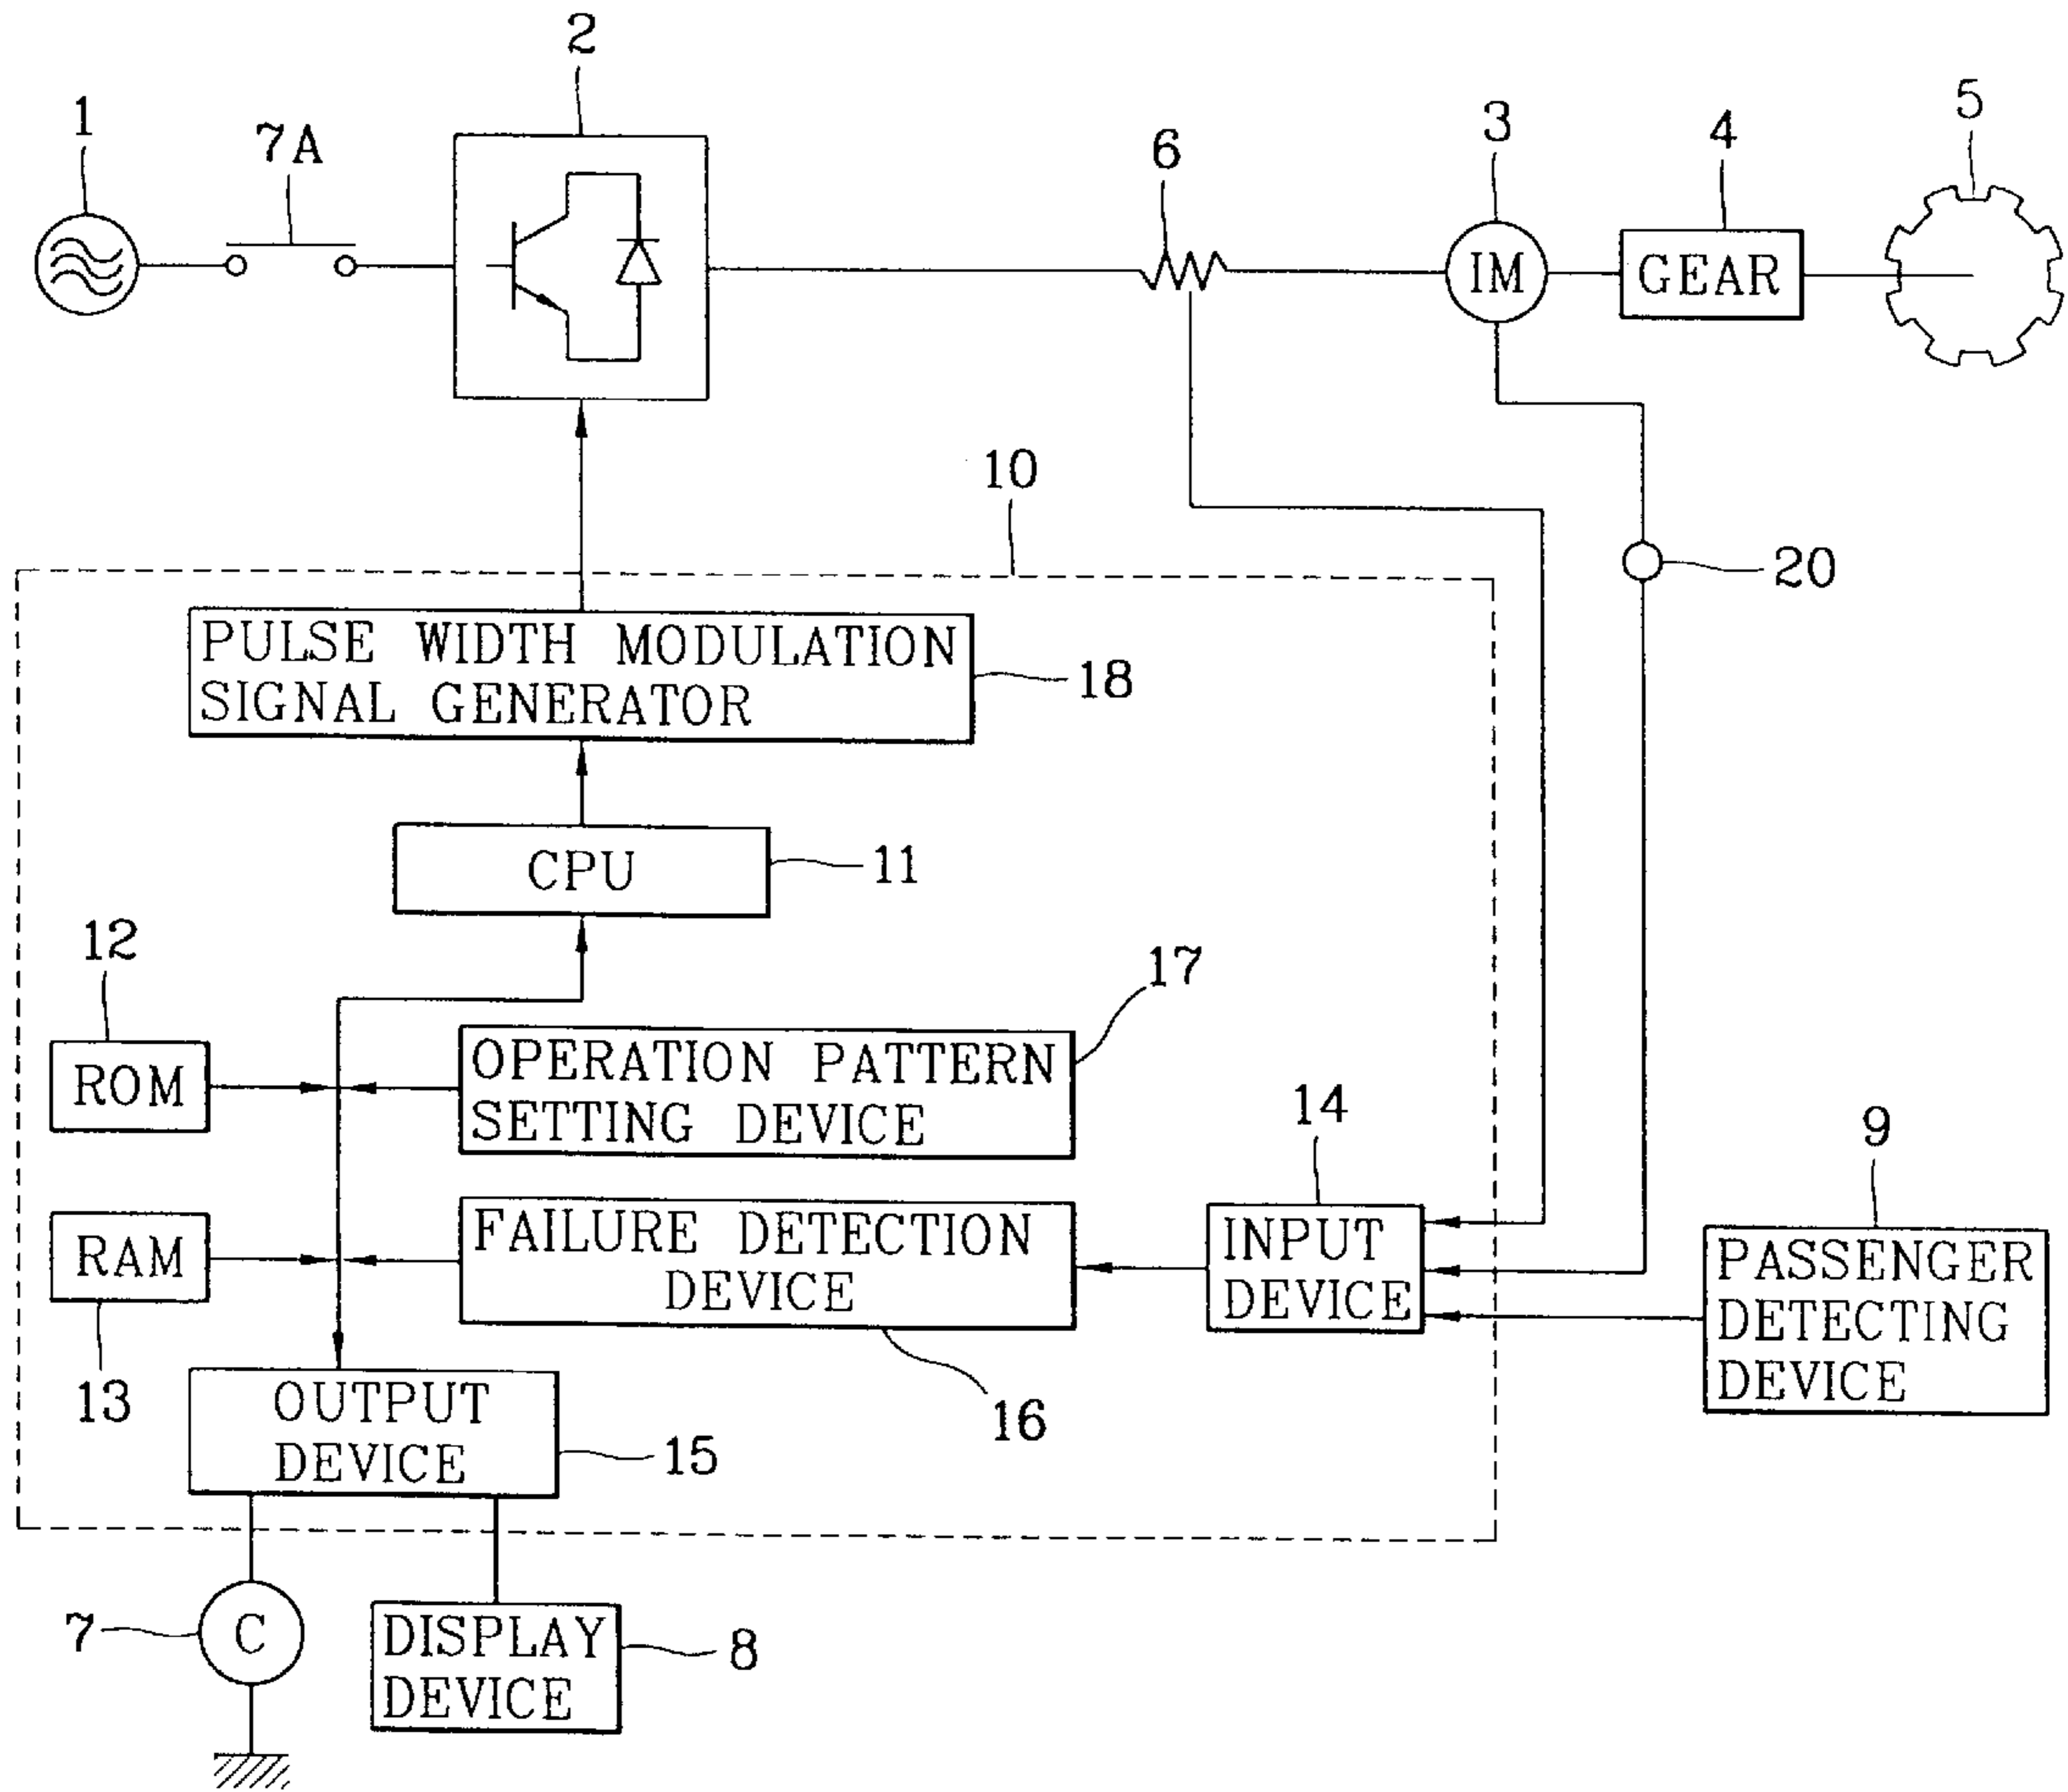 2
1
7A
3
4
5
6
IM
GEAR
10
20
PULSE WIDTH MODULATION
SIGNAL GENERATOR
18
CPU
11
12
17
ROM
OPERATION PATTERN
SETTING DEVICE
14
9
RAM
FAILURE DETECTION
DEVICE
INPUT
DEVICE
PASSENGER
DETECTING
DEVICE
13
16
OUTPUT
DEVICE
15
7
C
DISPLAY
DEVICE
8